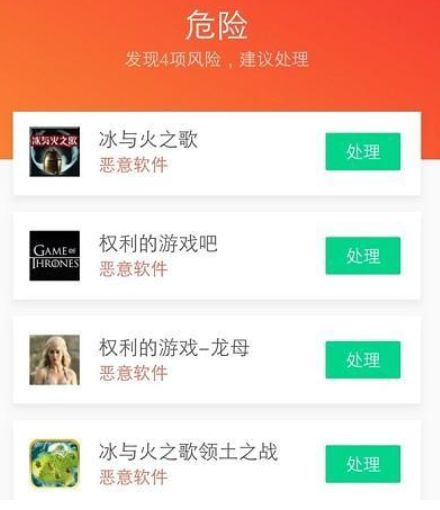 危险
发现4项风险，建议处理
冰与火之歌
冰与火之歌
恶意软件
处理
GAME OF
THRONES
权利的游戏吧
恶意软件
处理
权利的游戏-龙母
恶意软件
处理
冰与火之歌领土之战
恶意软件
处理